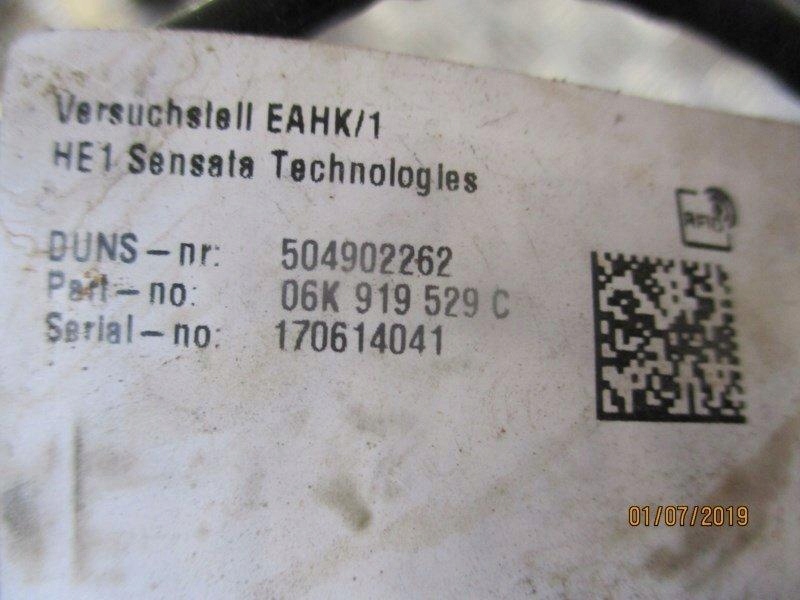 Versuchsteil EAHK/1
HE1 Sensata Technologies
DUNS-nr: 504902262
Part-no: 06K 919 529 C
Serial-no: 170614041
RFID
01/07/2019